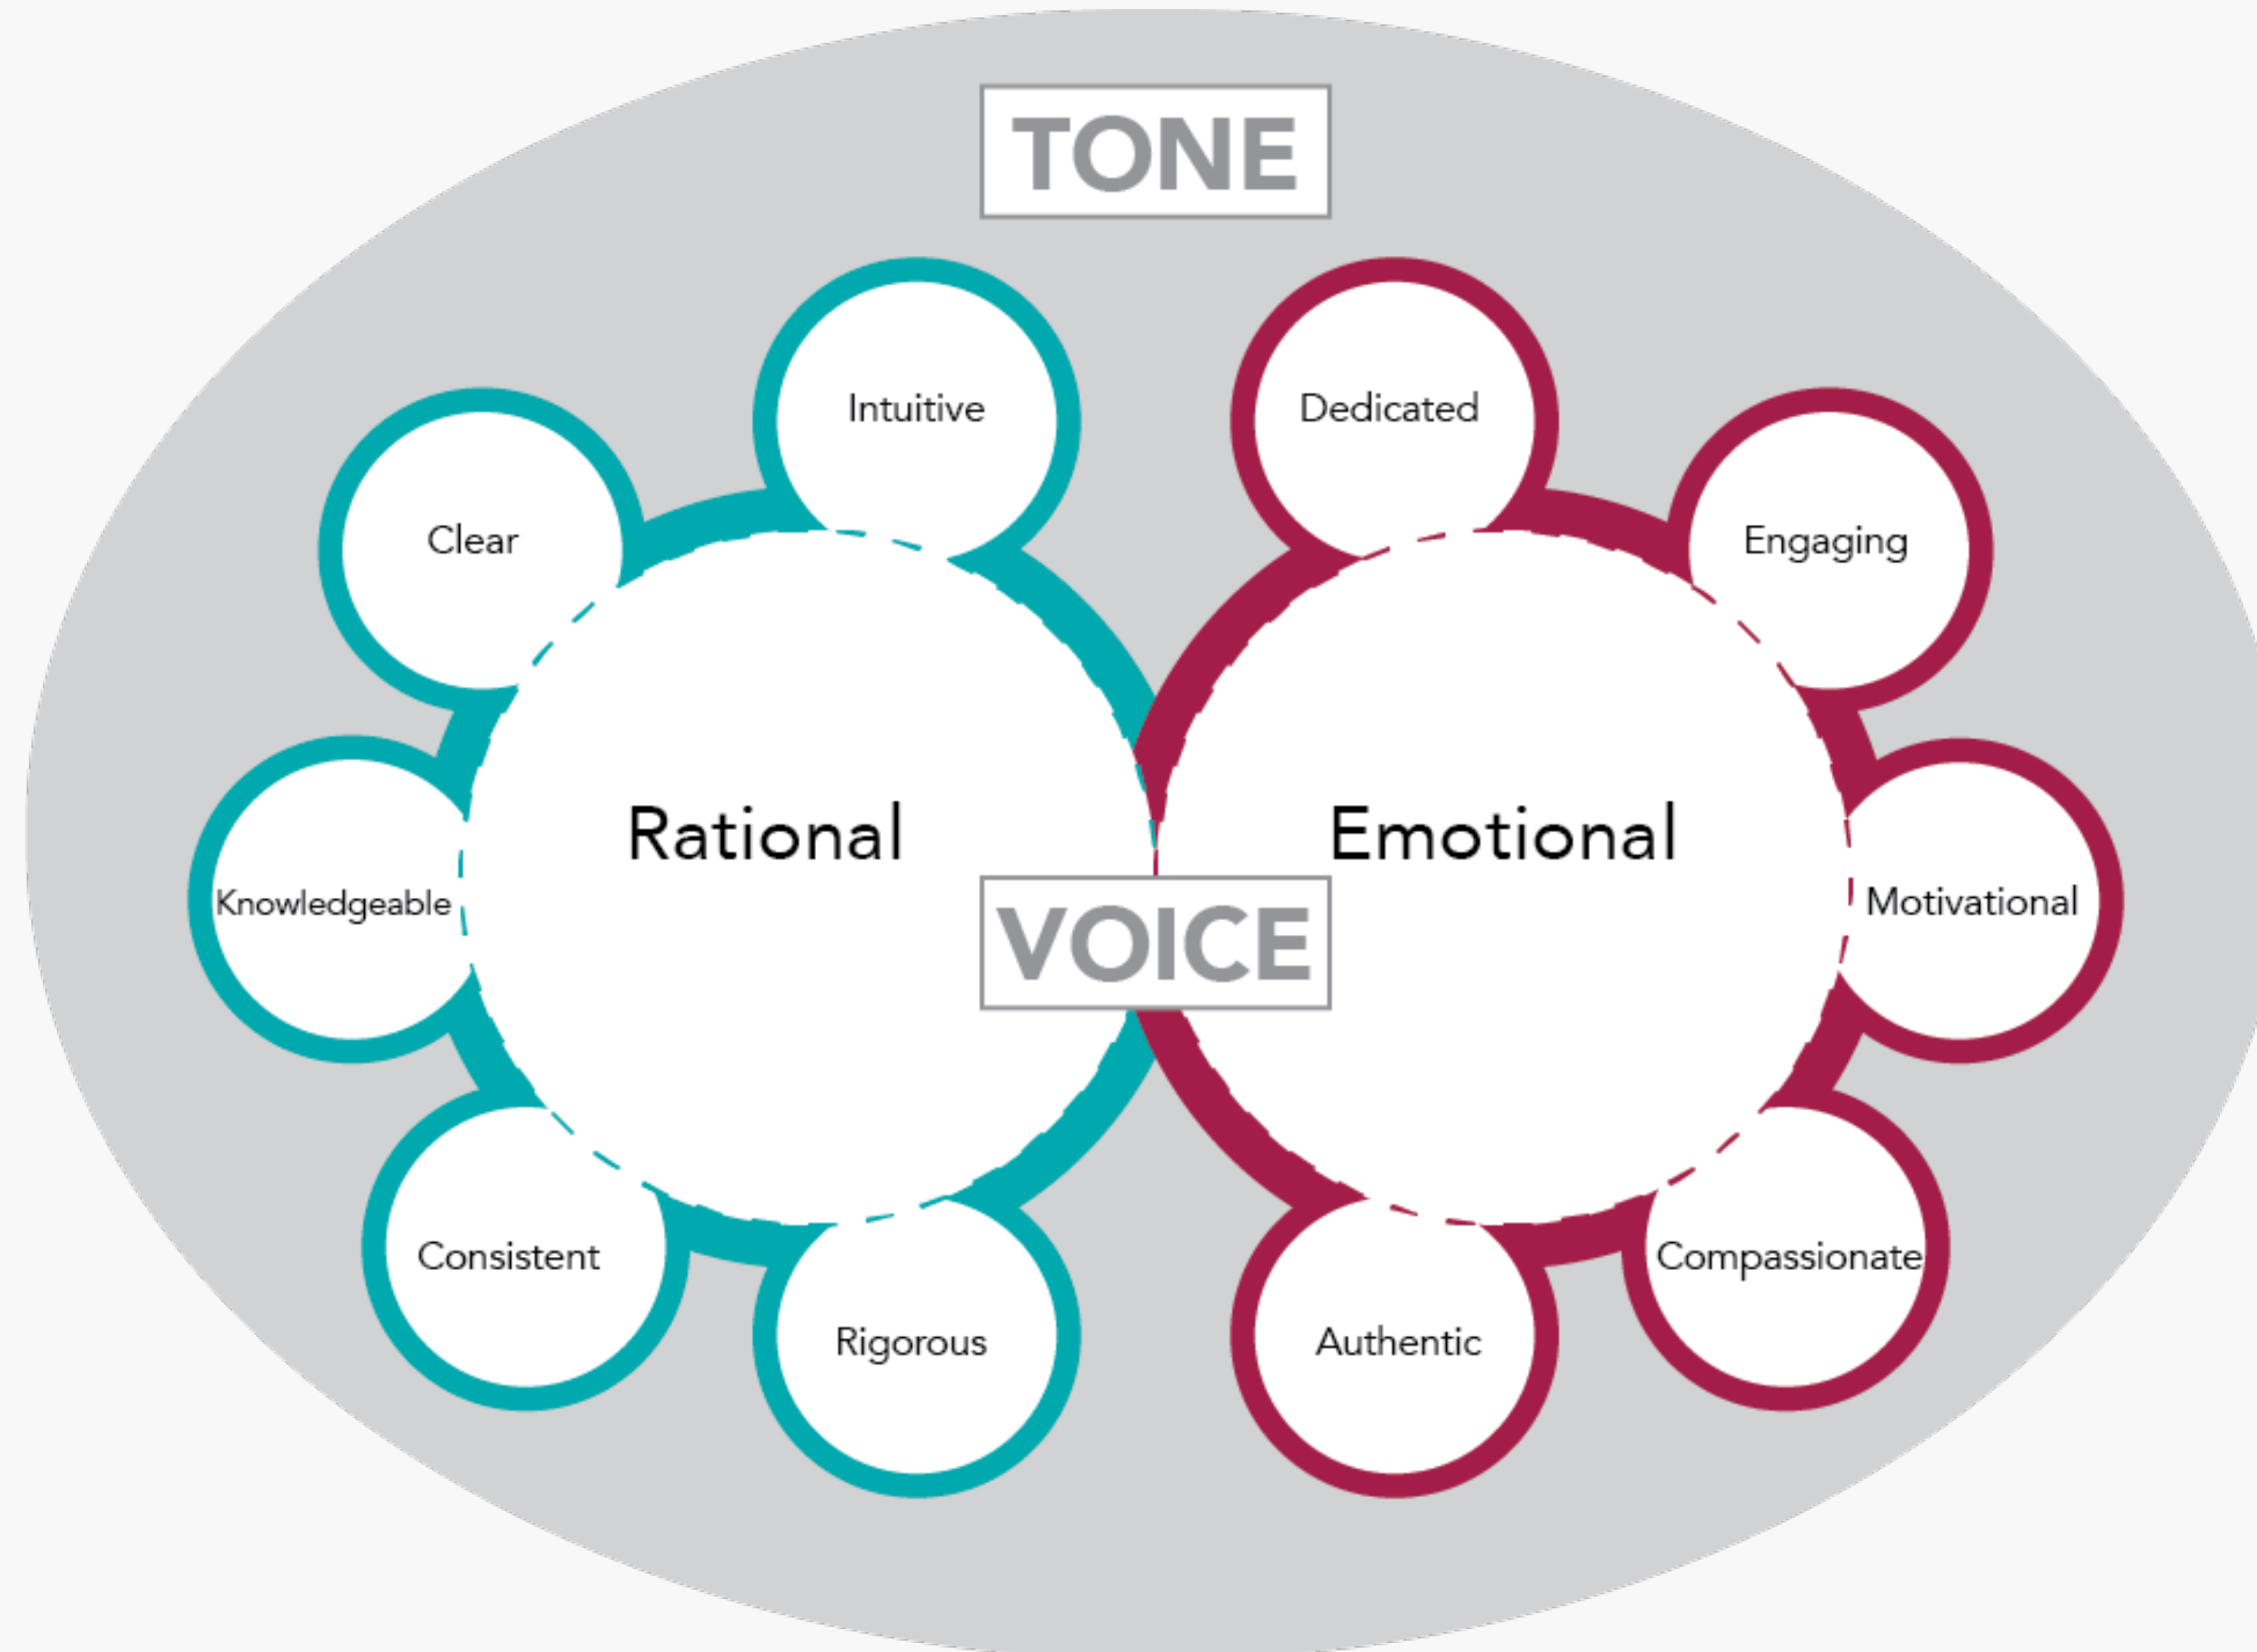 TONE
Intuitive
Dedicated
Clear
Engaging
Rational
Emotional
Knowledgeable
Motivational
VOICE
Consistent
Compassionate
Rigorous
Authentic